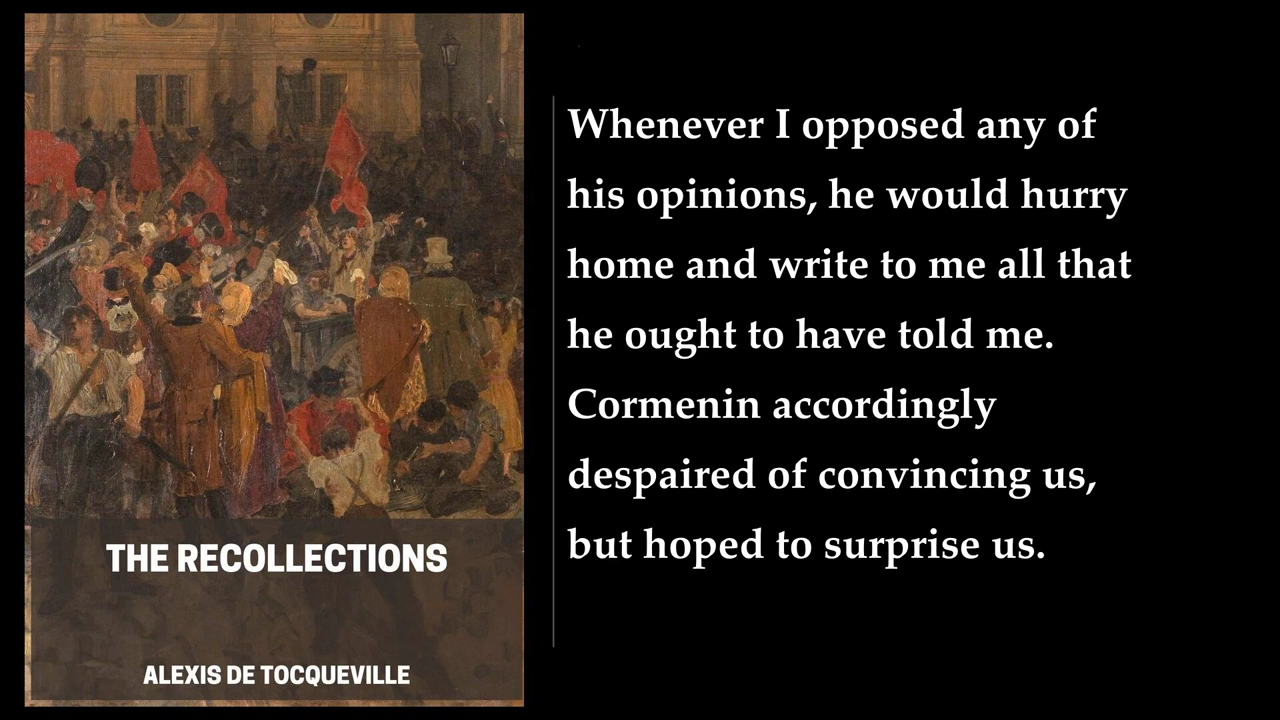 THE RECOLLECTIONS
ALEXIS DE TOCQUEVILLE
Whenever I opposed any of
his opinions, he would hurry
home and write to me all that
he ought to have told me.
Cormenin accordingly
despaired of convincing us,
but hoped to surprise us.